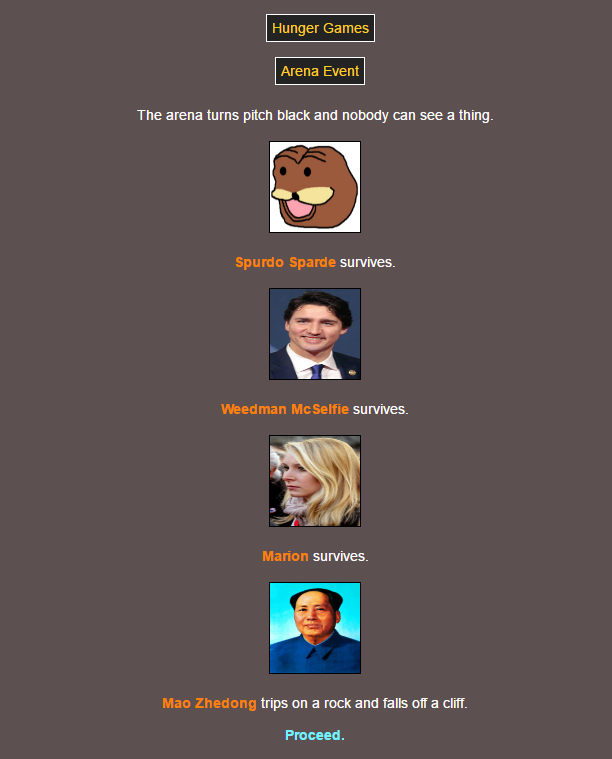 Hunger Games
Arena Event
The arena turns pitch black and nobody can see a thing.
Spurdo Sparde survives.
Weedman McSelfie survives.
Marion survives.
Mao Zhedong trips on a rock and falls off a cliff.
Proceed.